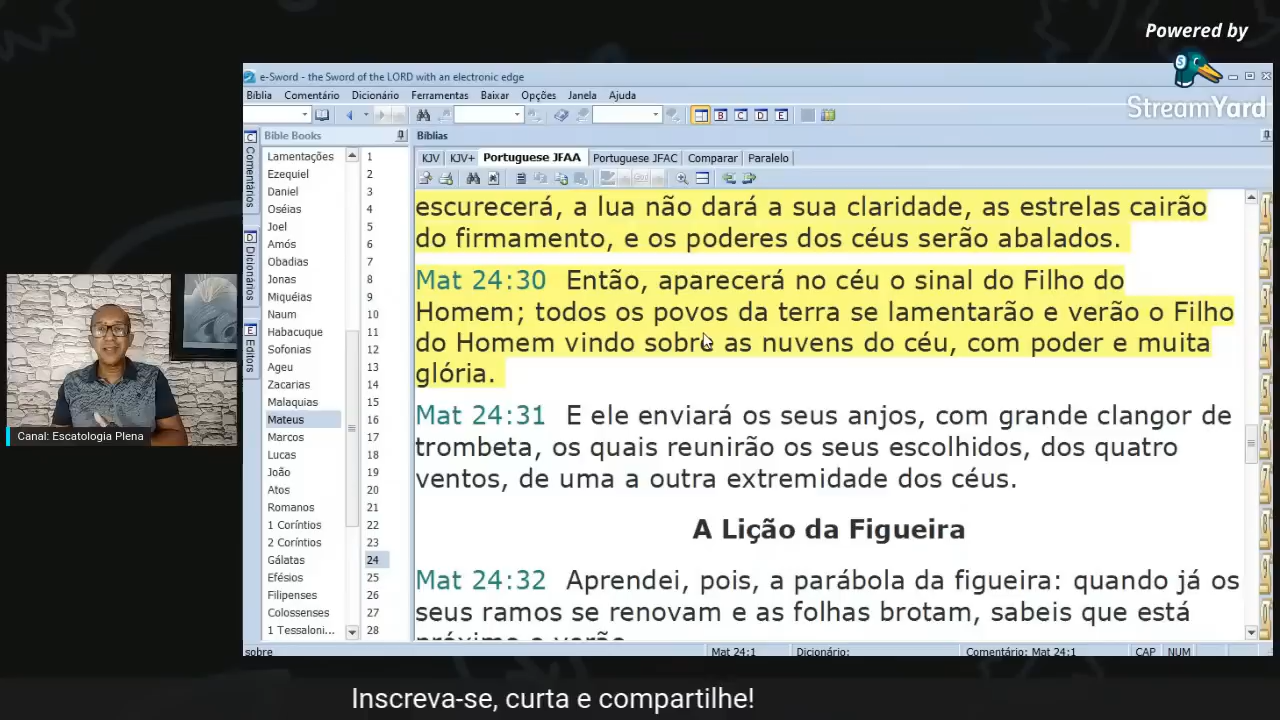 Powered by
StreamYard
e-Sword - the Sword of the LORD with an electronic edge
Bíblia Comentário Dicionário Ferramentas Baixar Opções Janela Ajuda
B C D E
Bible Books
Bíblias
KJV KJV+ Portuguese JFAA Portuguese JFAC Comparar Paralelo
C Comentários
D Dicionários
E Editors
Lamentações 1
Ezequiel 2
Daniel 3
Oséias 4
Joel 5
Amós 6
Obadias 7
Jonas 8
Miquéias 9
Naum 10
Habacuque 11
Sofonias 12
Ageu 13
Zacarias 14
Malaquias 15
Mateus 16
Marcos 17
Lucas 18
João 19
Atos 20
Romanos 21
1 Coríntios 22
2 Coríntios 23
Gálatas 24
Efésios 25
Filipenses 26
Colossenses 27
1 Tessaloni... 28
escurecerá, a lua não dará a sua claridade, as estrelas cairão
do firmamento, e os poderes dos céus serão abalados.
Mat 24:30 Então, aparecerá no céu o sinal do Filho do
Homem; todos os povos da terra se lamentarão e verão o Filho
do Homem vindo sobre as nuvens do céu, com poder e muita
glória.
Mat 24:31 E ele enviará os seus anjos, com grande clangor de
trombeta, os quais reunirão os seus escolhidos, dos quatro
ventos, de uma a outra extremidade dos céus.
A Lição da Figueira
Mat 24:32 Aprendei, pois, a parábola da figueira: quando já os
seus ramos se renovam e as folhas brotam, sabeis que está
próximo o verão.
sobre Mat 24:1 Dicionário: Comentário: Mat 24:1 CAP NUM
Canal: Escatologia Plena
Inscreva-se, curta e compartilhe!